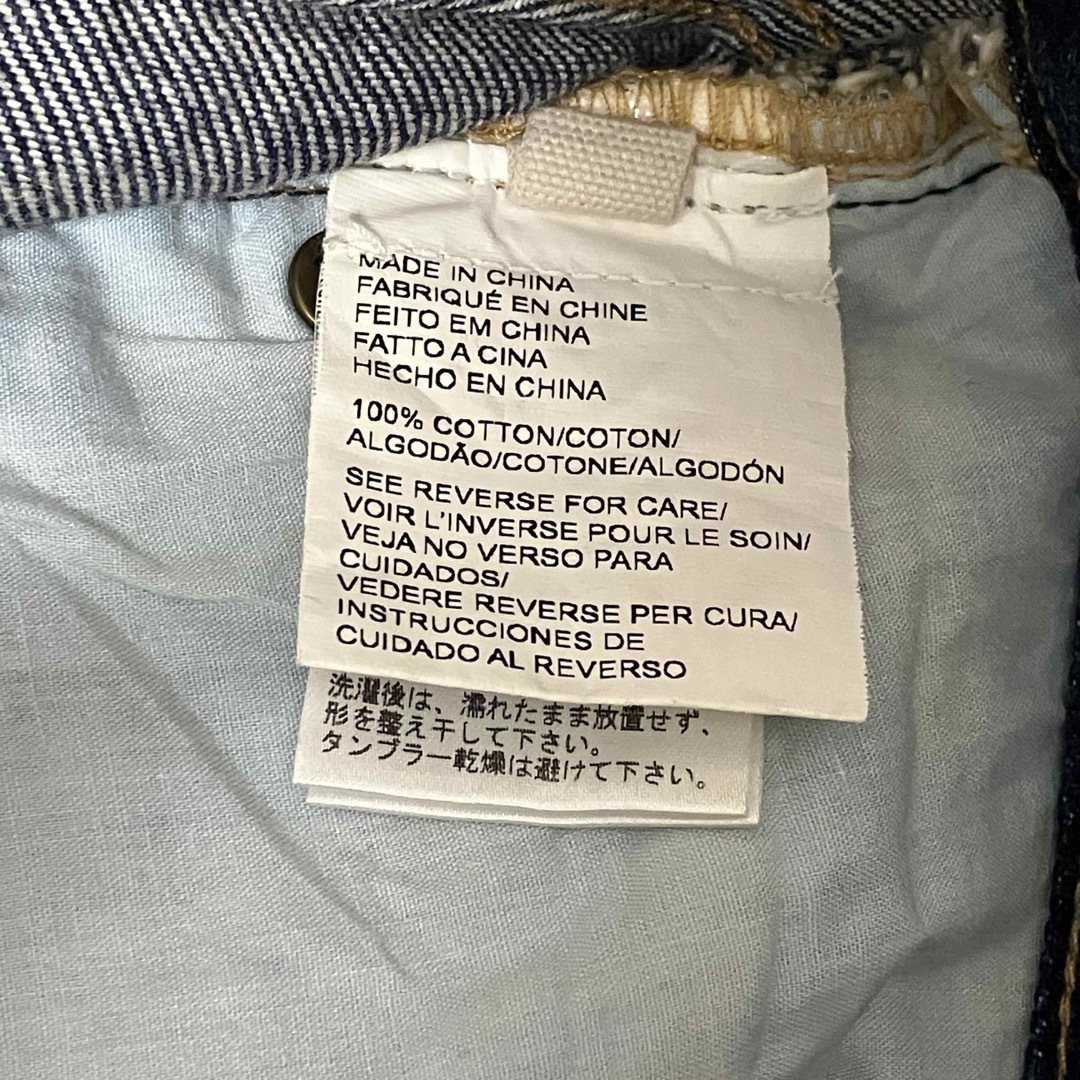 MADE IN CHINA
FABRIQUÉ EN CHINE
FEITO EM CHINA
FATTO A CINA
HECHO EN CHINA
100% COTTON/COTON/
ALGODÃO/COTONE/ALGODÓN
SEE REVERSE FOR CARE/
VOIR L'INVERSE POUR LE SOIN/
VEJA NO VERSO PARA
CUIDADOS/
VEDERE REVERSE PER CURA/
INSTRUCCIONES DE
CUIDADO AL REVERSO
洗濯後は、濡れたまま放置せず、
形を整え干して下さい。
タンブラー乾燥は避けて下さい。